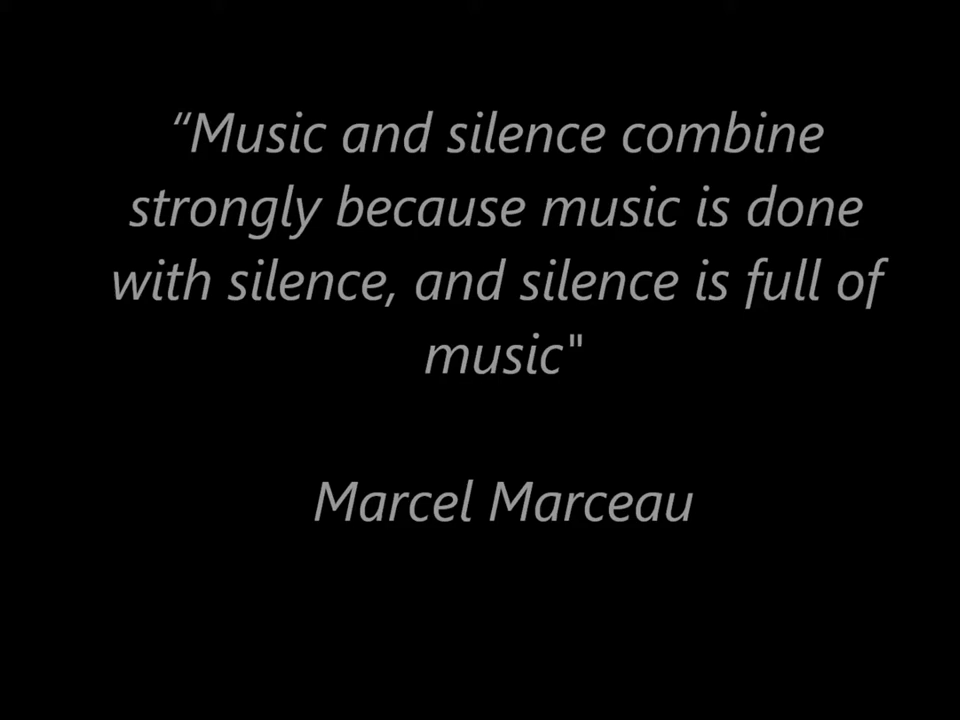 “Music and silence combine
strongly because music is done
with silence, and silence is full of
music"
Marcel Marceau